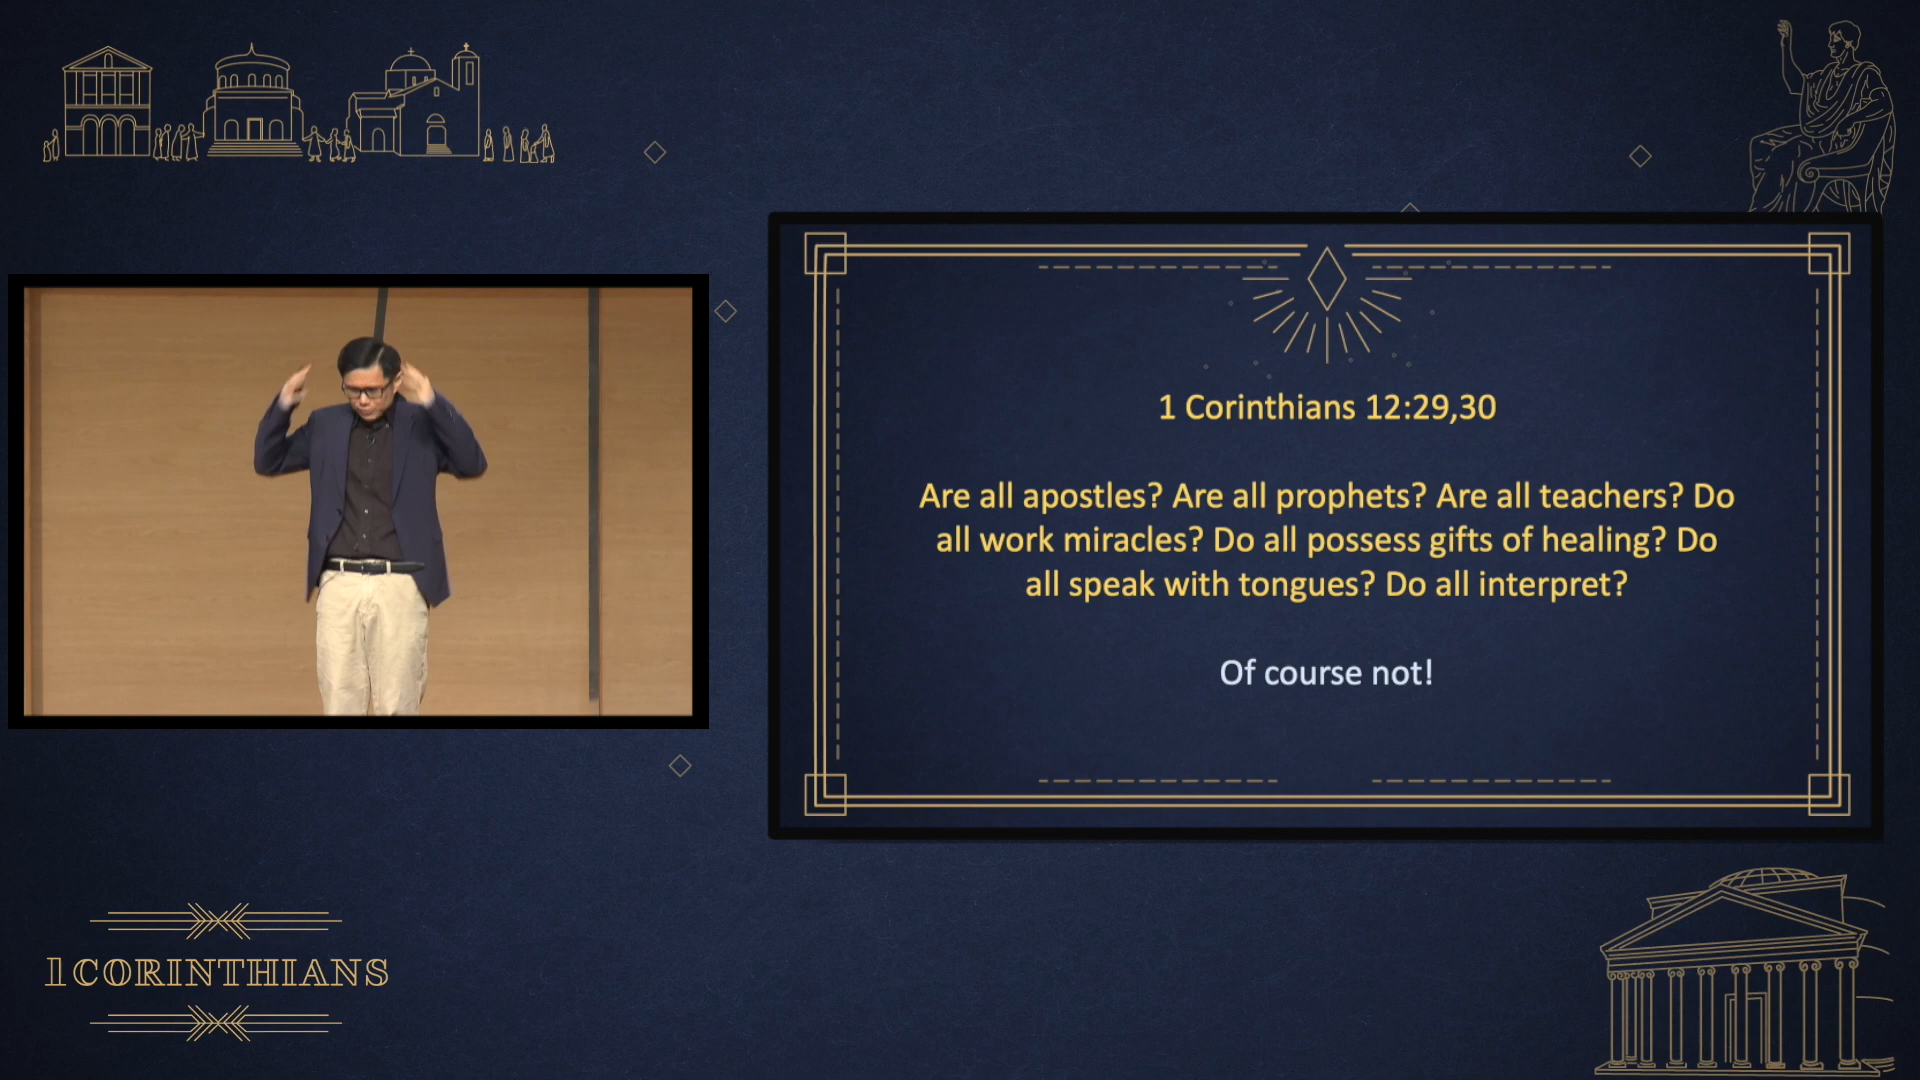 1 Corinthians 12:29,30
Are all apostles? Are all prophets? Are all teachers? Do
all work miracles? Do all possess gifts of healing? Do
all speak with tongues? Do all interpret?
Of course not!
1CORINTHIANS